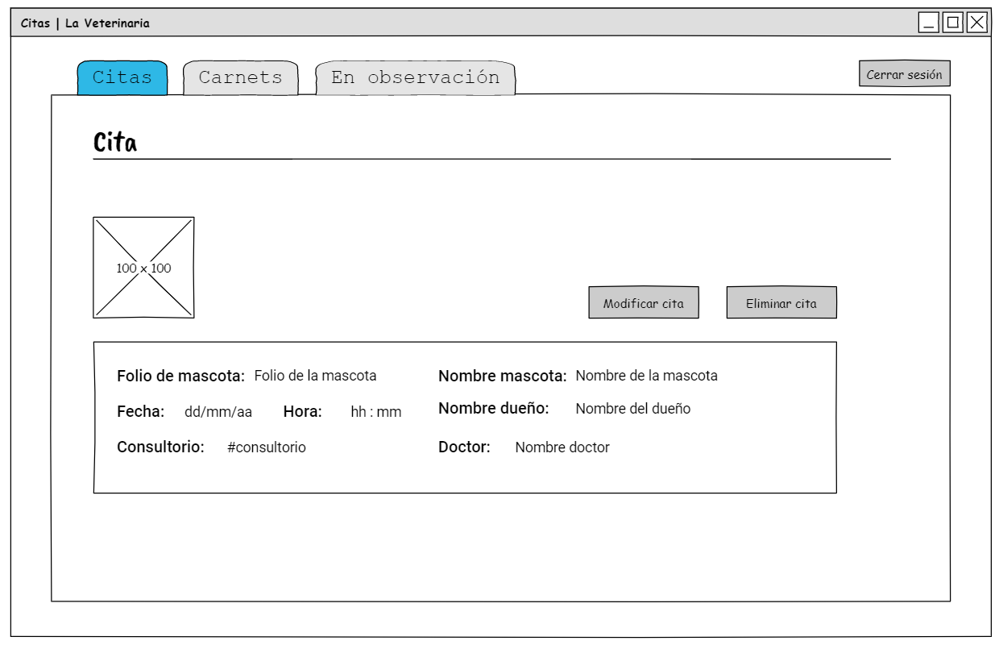 Citas | La Veterinaria
Citas Carnets En observación Cerrar sesión
Cita
100 x 100
Modificar cita Eliminar cita
Folio de mascota: Folio de la mascota Nombre mascota: Nombre de la mascota
Fecha: dd/mm/aa Hora: hh : mm Nombre dueño: Nombre del dueño
Consultorio: #consultorio Doctor: Nombre doctor